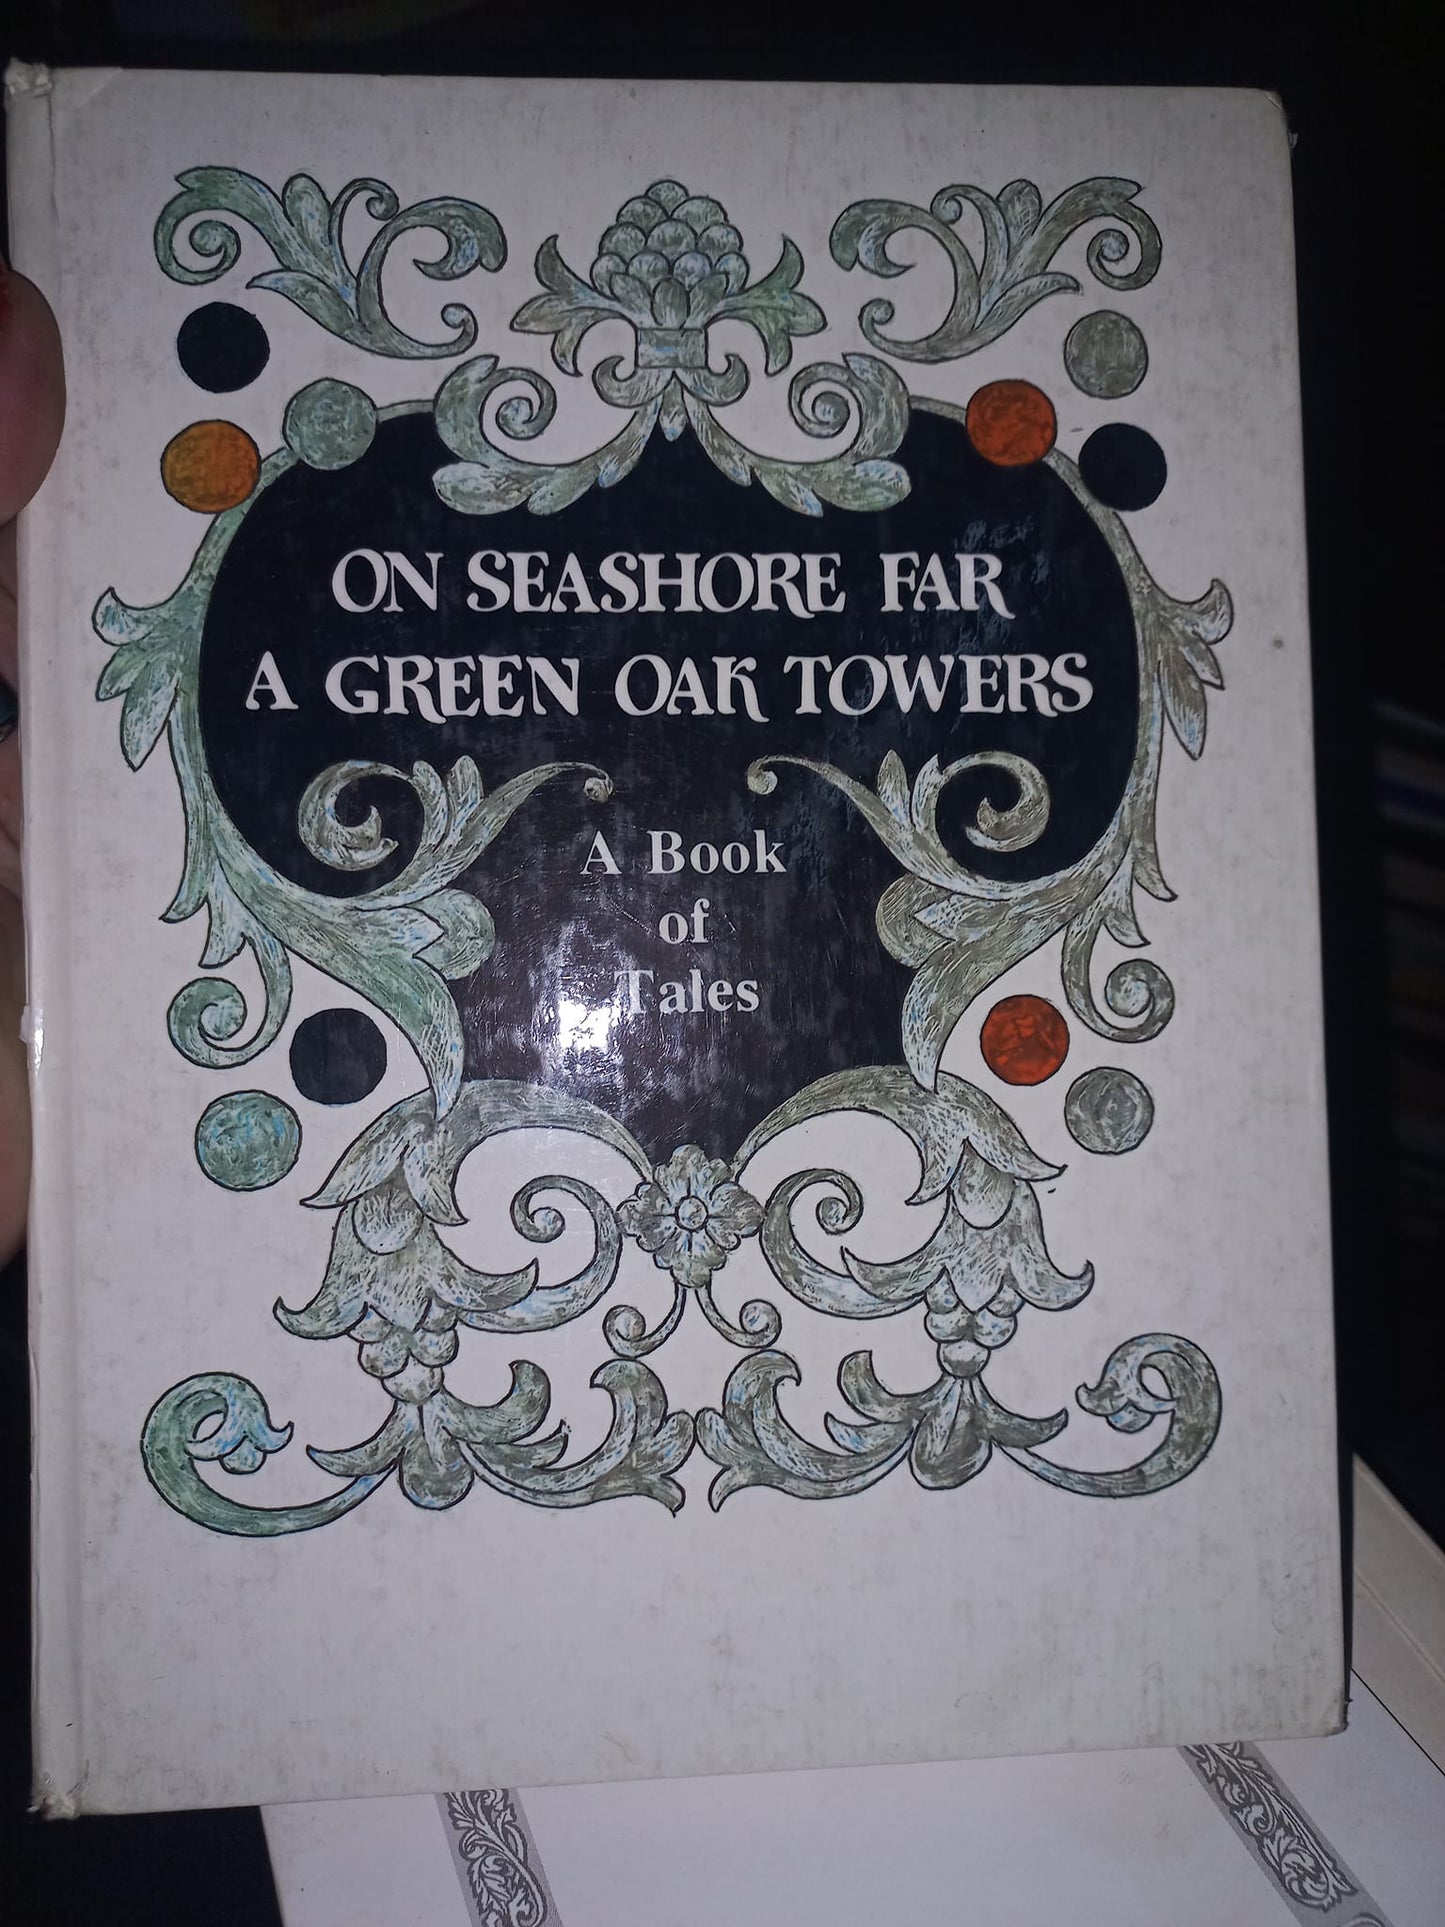 ON SEASHORE FAR
A GREEN OAK TOWERS
A Book
of
Tales